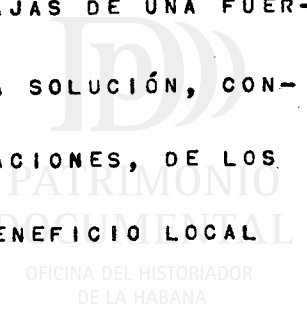 AJAS DE UNA FUER-
SOLUCIÓN, CON-
ACIONES, DE LOS
PATRIMONIO
DOCUMENTAL
ENEFICIO LOCAL
OFICINA DEL HISTORIADOR
DE LA HABANA